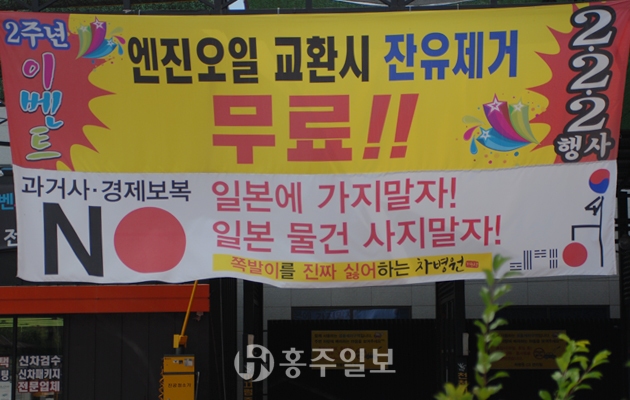 2주년
이벤트
엔진오일 교환시 잔유제거
무료!!
2.2.2
행사
과거사·경제보복
NO
일본에 가지말자!
일본 물건 사지말자!
쪽발이를 진짜 싫어하는 차병원
신차검수
신차패키지
전문업체
홍주일보